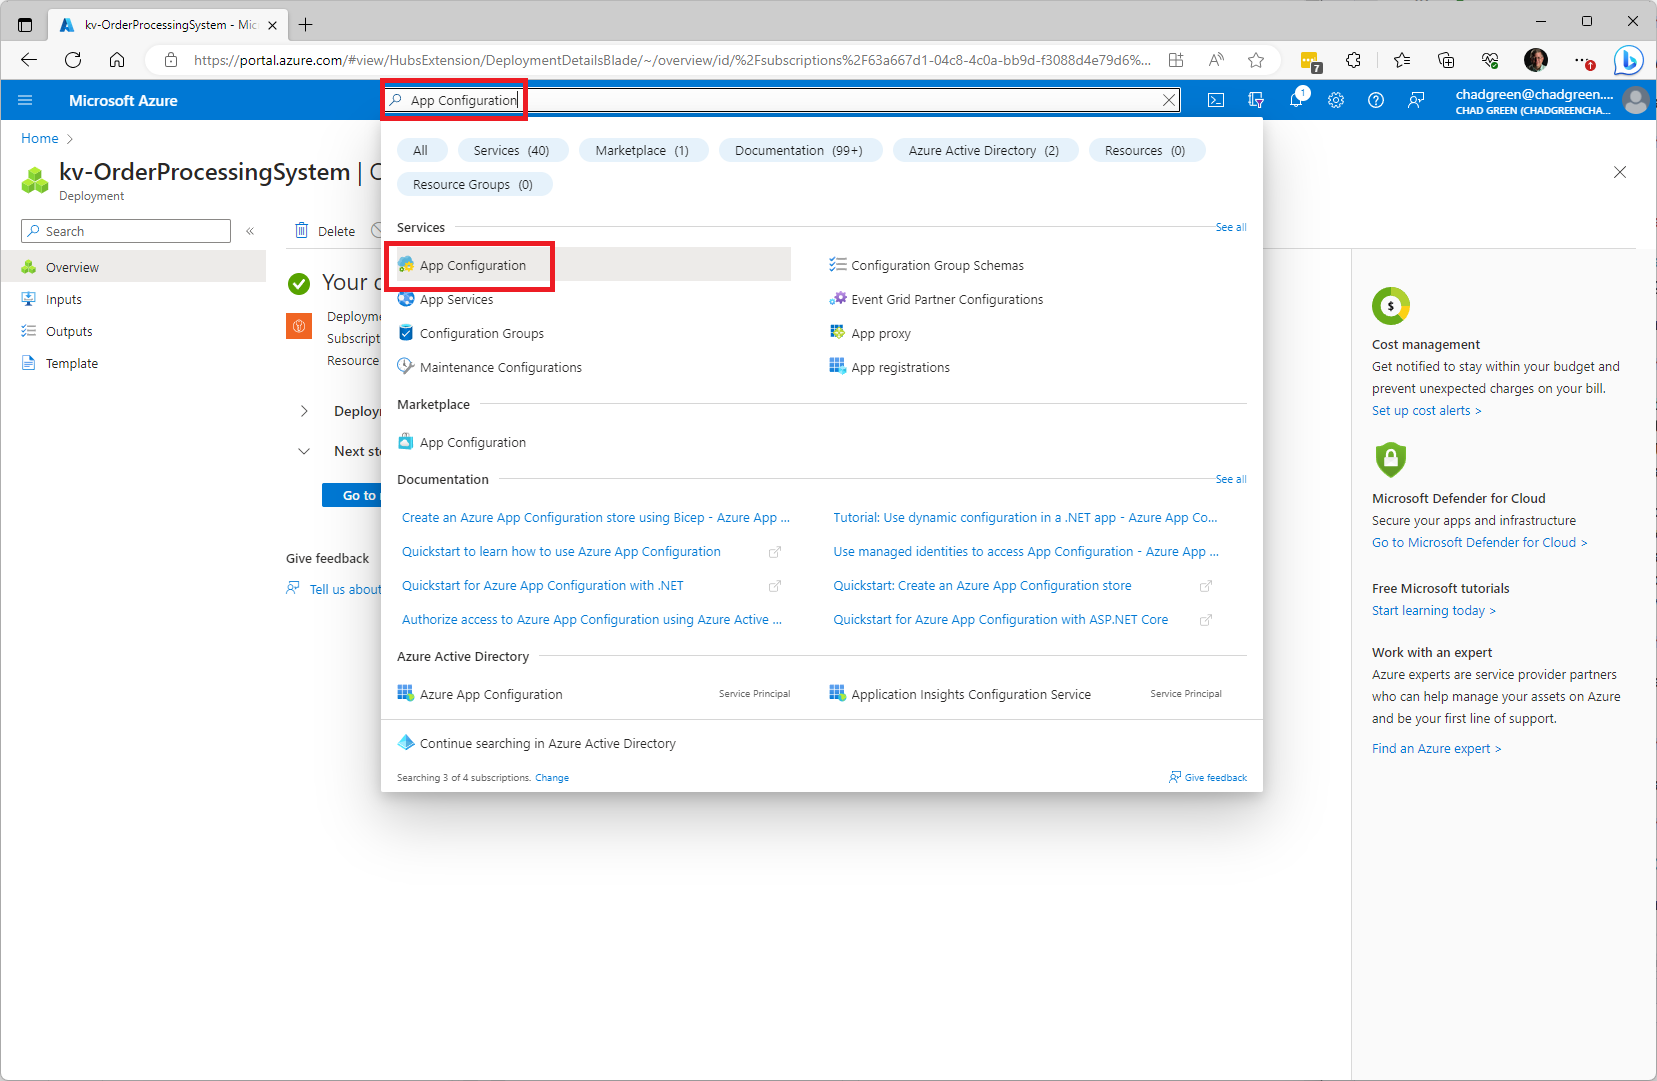 kv-OrderProcessingSystem - Mic
https://portal.azure.com/#view/HubsExtension/DeploymentDetailsBlade/~/overview/id/%2Fsubscriptions%2F63a667d1-04c8-4c0a-bb9d-f3088d4e79d6%...
7
1
Microsoft Azure
App Configuration
1
chadgreen@chadgreen....
CHAD GREEN (CHADGREENCHA...
Home
kv-OrderProcessingSystem |
Deployment
Search
Delete
Overview
Inputs
Outputs
Template
Your
Deployme
Subscript
Resource
Deploy
Next st
Go to
Give feedback
Tell us about
All
Services (40)
Marketplace (1)
Documentation (99+)
Azure Active Directory (2)
Resources (0)
Resource Groups (0)
Services
See all
App Configuration
Configuration Group Schemas
App Services
Event Grid Partner Configurations
Configuration Groups
App proxy
Maintenance Configurations
App registrations
Marketplace
App Configuration
Documentation
See all
Create an Azure App Configuration store using Bicep - Azure App ...
Tutorial: Use dynamic configuration in a .NET app - Azure App Co...
Quickstart to learn how to use Azure App Configuration
Use managed identities to access App Configuration - Azure App ...
Quickstart for Azure App Configuration with .NET
Quickstart: Create an Azure App Configuration store
Authorize access to Azure App Configuration using Azure Active ...
Quickstart for Azure App Configuration with ASP.NET Core
Azure Active Directory
Azure App Configuration
Service Principal
Application Insights Configuration Service
Service Principal
Continue searching in Azure Active Directory
Searching 3 of 4 subscriptions. Change
Give feedback
Cost management
Get notified to stay within your budget and
prevent unexpected charges on your bill.
Set up cost alerts >
Microsoft Defender for Cloud
Secure your apps and infrastructure
Go to Microsoft Defender for Cloud >
Free Microsoft tutorials
Start learning today >
Work with an expert
Azure experts are service provider partners
who can help manage your assets on Azure
and be your first line of support.
Find an Azure expert >